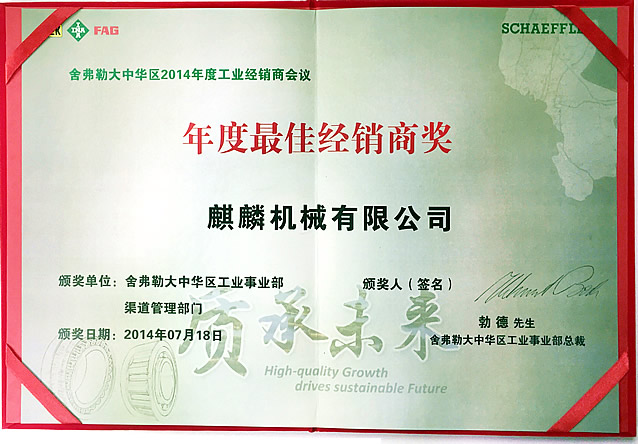 INA FAG
SCHAEFFL
舍弗勒大中华区2014年度工业经销商会议
年度最佳经销商奖
麒麟机械有限公司
颁奖单位：舍弗勒大中华区工业事业部
渠道管理部门
颁奖日期：2014年07月18日
颁奖人（签名）
勃德 先生
舍弗勒大中华区工业事业部总裁
质承未来
High-quality Growth
drives sustainable Future